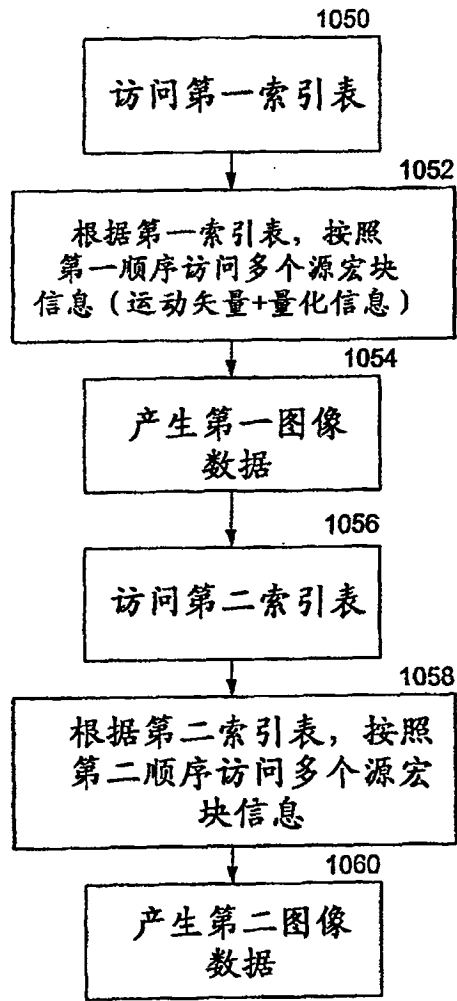 1050
访问第一索引表
1052
根据第一索引表，按照
第一顺序访问多个源宏块
信息（运动矢量+量化信息）
1054
产生第一图像
数据
1056
访问第二索引表
1058
根据第二索引表，按照
第二顺序访问多个源宏
块信息
1060
产生第二图像
数据